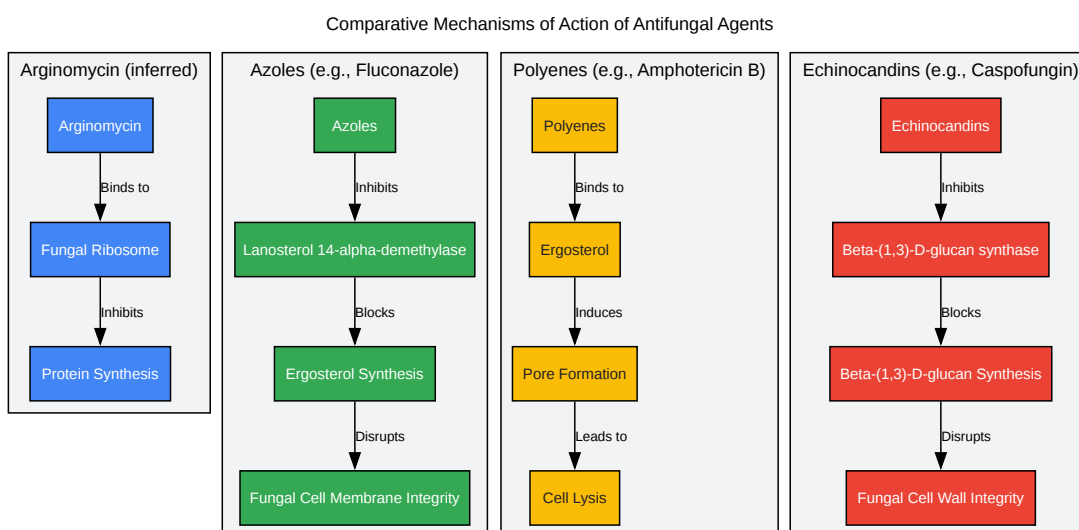 Comparative Mechanisms of Action of Antifungal Agents
Arginomycin (inferred)
Arginomycin
Binds to
Fungal Ribosome
Inhibits
Protein Synthesis
Azoles (e.g., Fluconazole)
Azoles
Inhibits
Lanosterol 14-alpha-demethylase
Blocks
Ergosterol Synthesis
Disrupts
Fungal Cell Membrane Integrity
Polyenes (e.g., Amphotericin B)
Polyenes
Binds to
Ergosterol
Induces
Pore Formation
Leads to
Cell Lysis
Echinocandins (e.g., Caspofungin)
Echinocandins
Inhibits
Beta-(1,3)-D-glucan synthase
Blocks
Beta-(1,3)-D-glucan Synthesis
Disrupts
Fungal Cell Wall Integrity